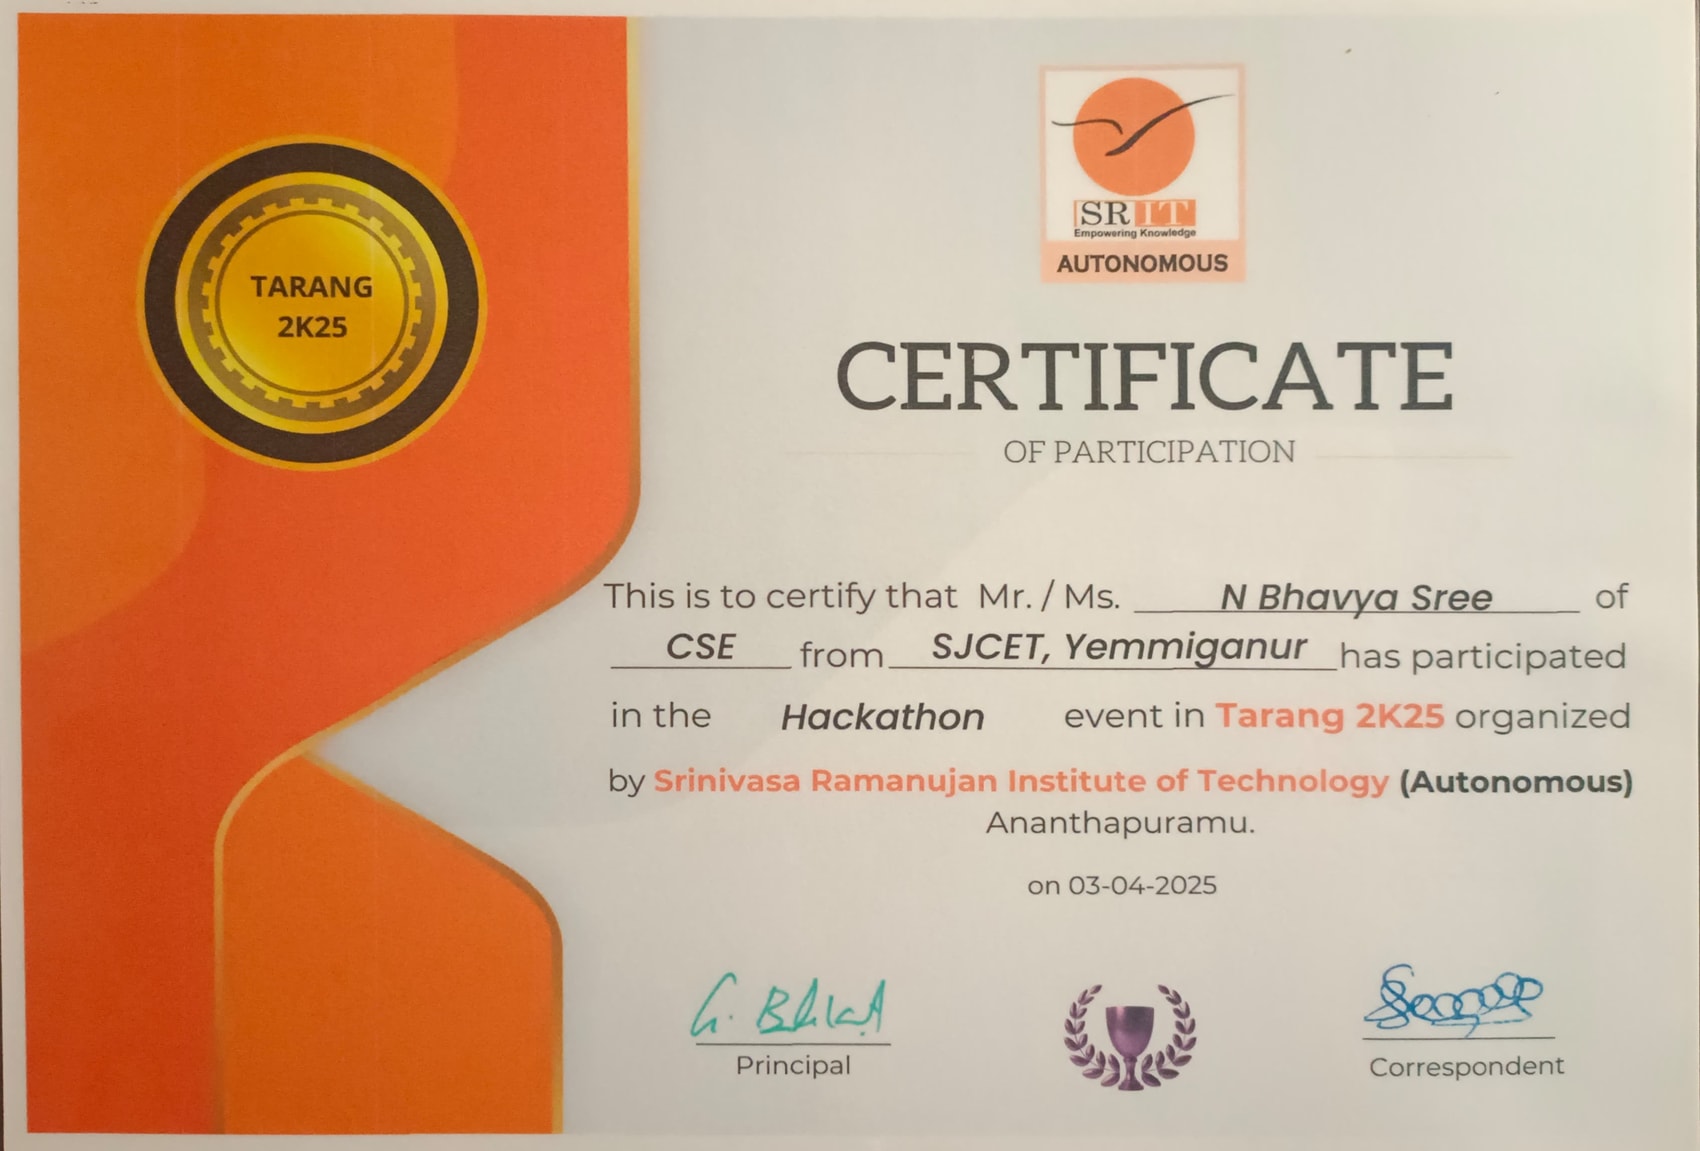 TARANG
2K25
SRIT
Empowering Knowledge
AUTONOMOUS
CERTIFICATE
OF PARTICIPATION
This is to certify that Mr. / Ms. N Bhavya Sree of
CSE from SJCET, Yemmiganur has participated
in the Hackathon event in Tarang 2K25 organized
by Srinivasa Ramanujan Institute of Technology (Autonomous)
Ananthapuramu.
on 03-04-2025
Principal
Correspondent